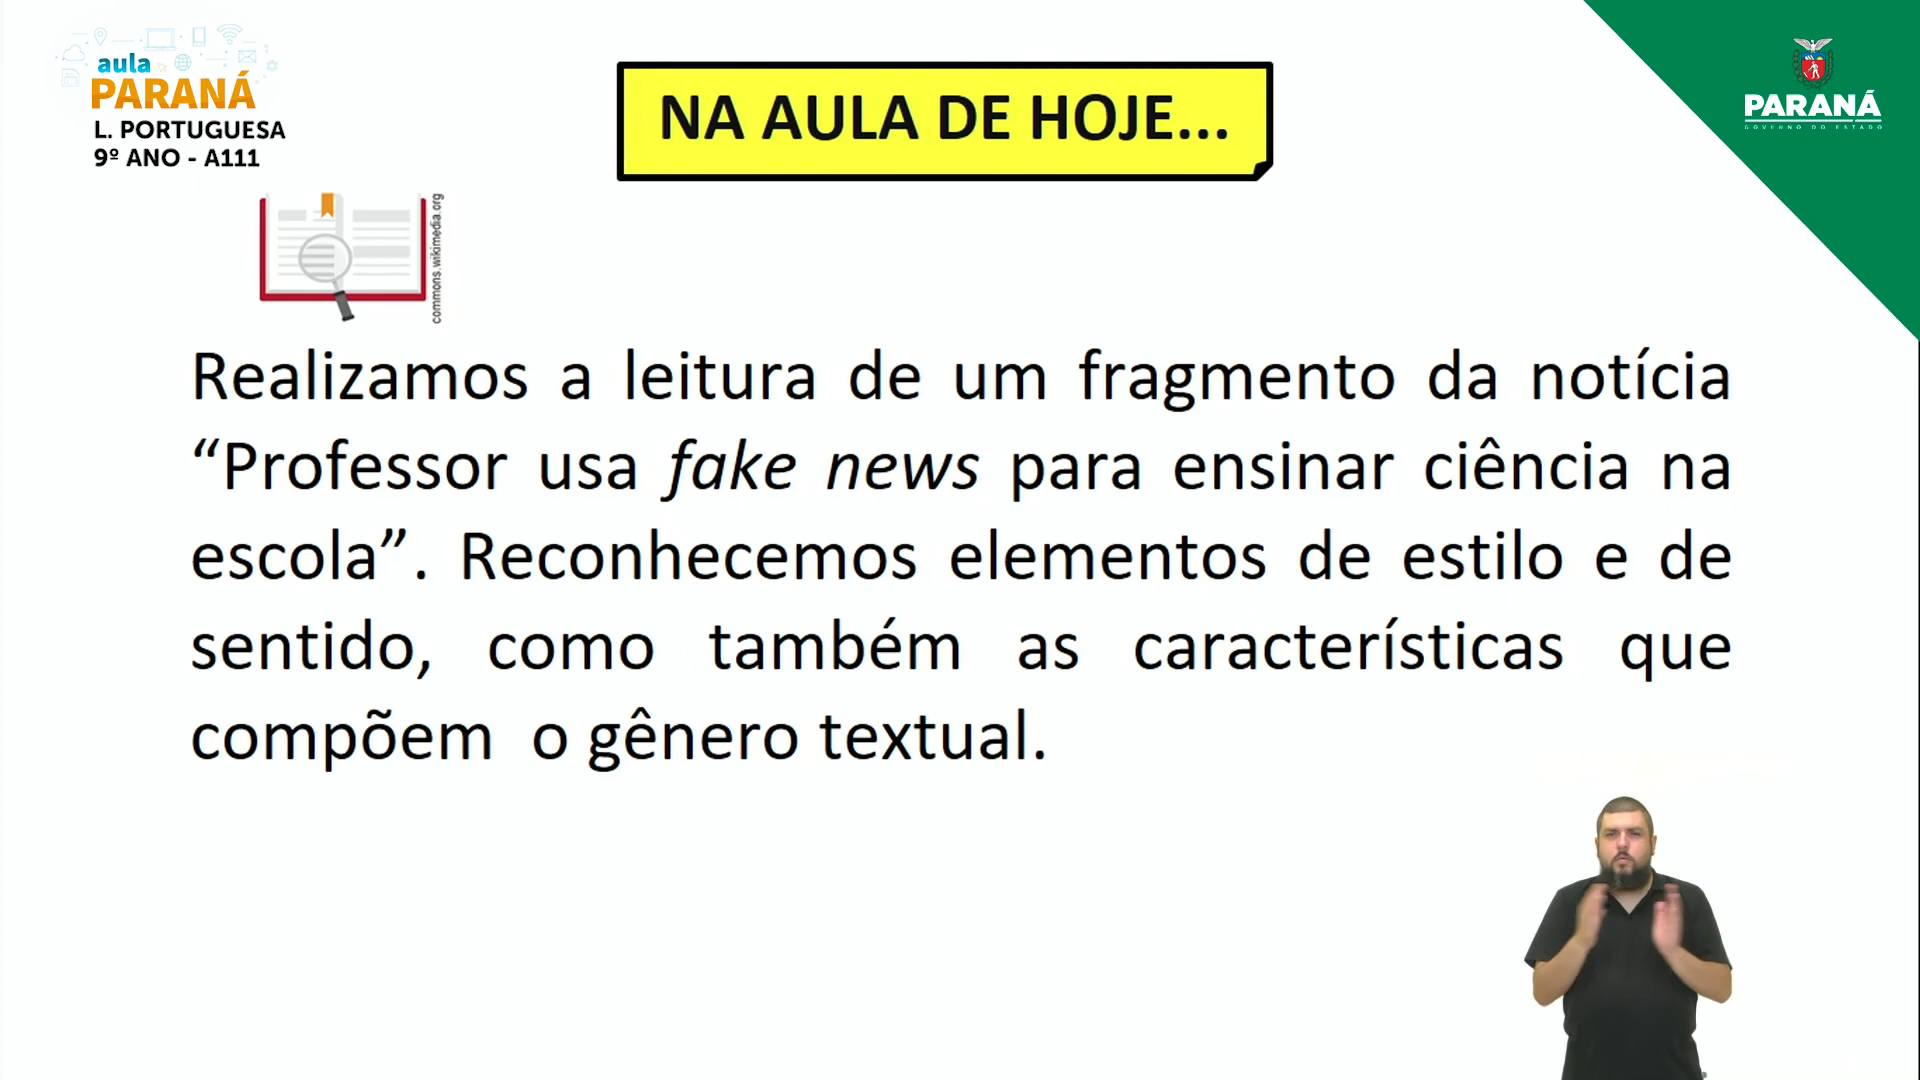 aula
PARANÁ
L. PORTUGUESA
9º ANO - A111
NA AULA DE HOJE...
PARANÁ
GOVERNO DO ESTADO
commons.wikimedia.org
Realizamos a leitura de um fragmento da notícia
“Professor usa fake news para ensinar ciência na
escola”. Reconhecemos elementos de estilo e de
sentido, como também as características que
compõem o gênero textual.